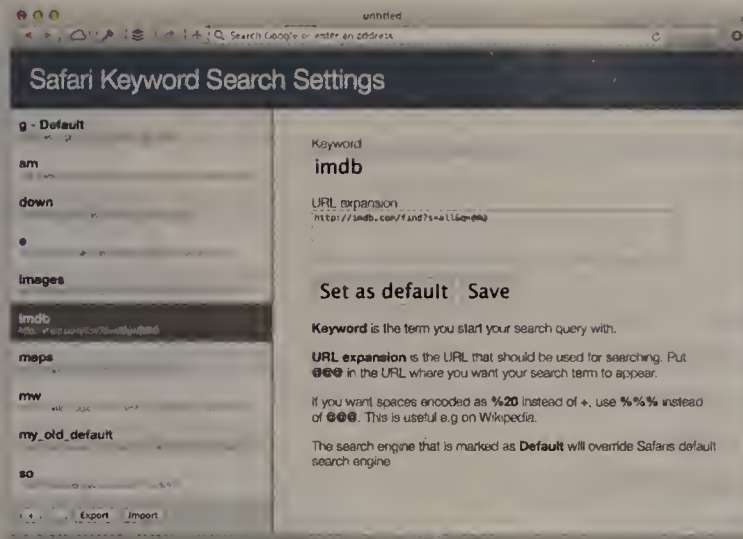 untitled
Search Google or enter an address
Safari Keyword Search Settings
g - Default
am
down
e
images
imdb
maps
mw
my_old_default
so
Export Import
Keyword
imdb
URL expansion
http://imdb.com/find?s=all&q=@@@
Set as default Save
Keyword is the term you start your search query with.
URL expansion is the URL that should be used for searching. Put
@@@ in the URL where you want your search term to appear.
If you want spaces encoded as %20 instead of +, use %%% instead
of @@@. This is useful e.g on Wikipedia.
The search engine that is marked as Default will override Safaris default
search engine